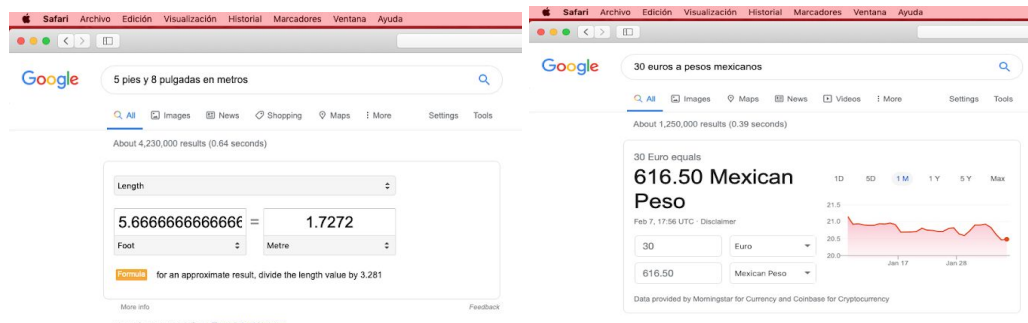 Safari Archivo Edición Visualización Historial Marcadores Ventana Ayuda
Google
5 pies y 8 pulgadas en metros
All Images News Shopping Maps More Settings Tools
About 4,230,000 results (0.64 seconds)
Length
5.6666666666666 = 1.7272
Foot Metre
Formula for an approximate result, divide the length value by 3.281
More info Feedback
Safari Archivo Edición Visualización Historial Marcadores Ventana Ayuda
Google
30 euros a pesos mexicanos
All Images Maps News Videos More Settings Tools
About 1,250,000 results (0.39 seconds)
30 Euro equals
616.50 Mexican
Peso
Feb 7, 17:56 UTC · Disclaimer
30 Euro
616.50 Mexican Peso
1D 5D 1 M 1 Y 5 Y Max
21.5
21.0
20.5
20.0
Jan 17 Jan 28
Data provided by Morningstar for Currency and Coinbase for Cryptocurrency